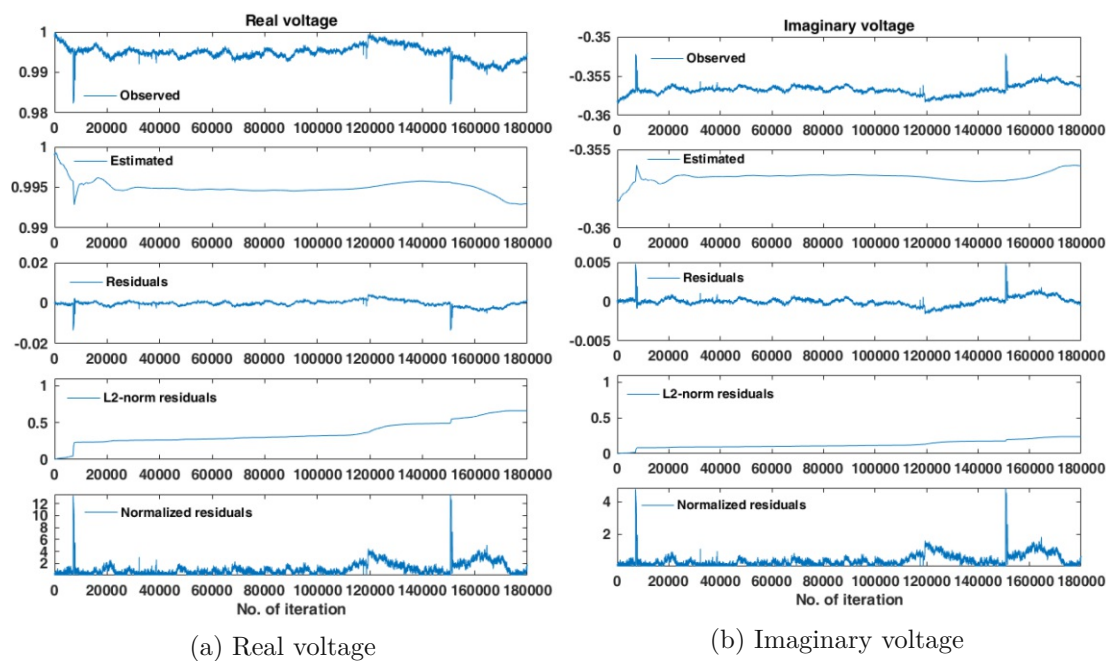 Real voltage
1
0.99
0.98
Observed
0 20000 40000 60000 80000 100000 120000 140000 160000 180000
1
0.995
0.99
Estimated
0 20000 40000 60000 80000 100000 120000 140000 160000 180000
0.02
0
-0.02
Residuals
0 20000 40000 60000 80000 100000 120000 140000 160000 180000
1
0.5
0
L2-norm residuals
0 20000 40000 60000 80000 100000 120000 140000 160000 180000
12
10
8
6
4
2
Normalized residuals
0 20000 40000 60000 80000 100000 120000 140000 160000 180000
No. of iteration
(a) Real voltage
Imaginary voltage
-0.35
-0.355
-0.36
Observed
0 20000 40000 60000 80000 100000 120000 140000 160000 180000
-0.355
-0.36
Estimated
0 20000 40000 60000 80000 100000 120000 140000 160000 180000
0.005
0
-0.005
Residuals
0 20000 40000 60000 80000 100000 120000 140000 160000 180000
1
0.5
0
L2-norm residuals
0 20000 40000 60000 80000 100000 120000 140000 160000 180000
4
2
Normalized residuals
0 20000 40000 60000 80000 100000 120000 140000 160000 180000
No. of iteration
(b) Imaginary voltage